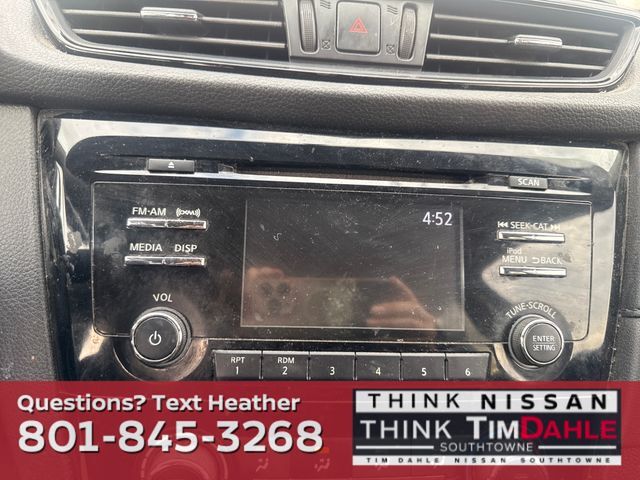 SCAN
FM-AM ((SXM))
4:52
SEEK-CAT
MEDIA DISP
iPod
MENU BACK
VOL
TUNE-SCROLL
ENTER
SETTING
RPT RDM
1 2 3 4 5 6
Questions? Text Heather
801-845-3268
THINK NISSAN
THINK TIMDAHLE
SOUTHTOWNE
TIM DAHLE NISSAN SOUTHTOWNE